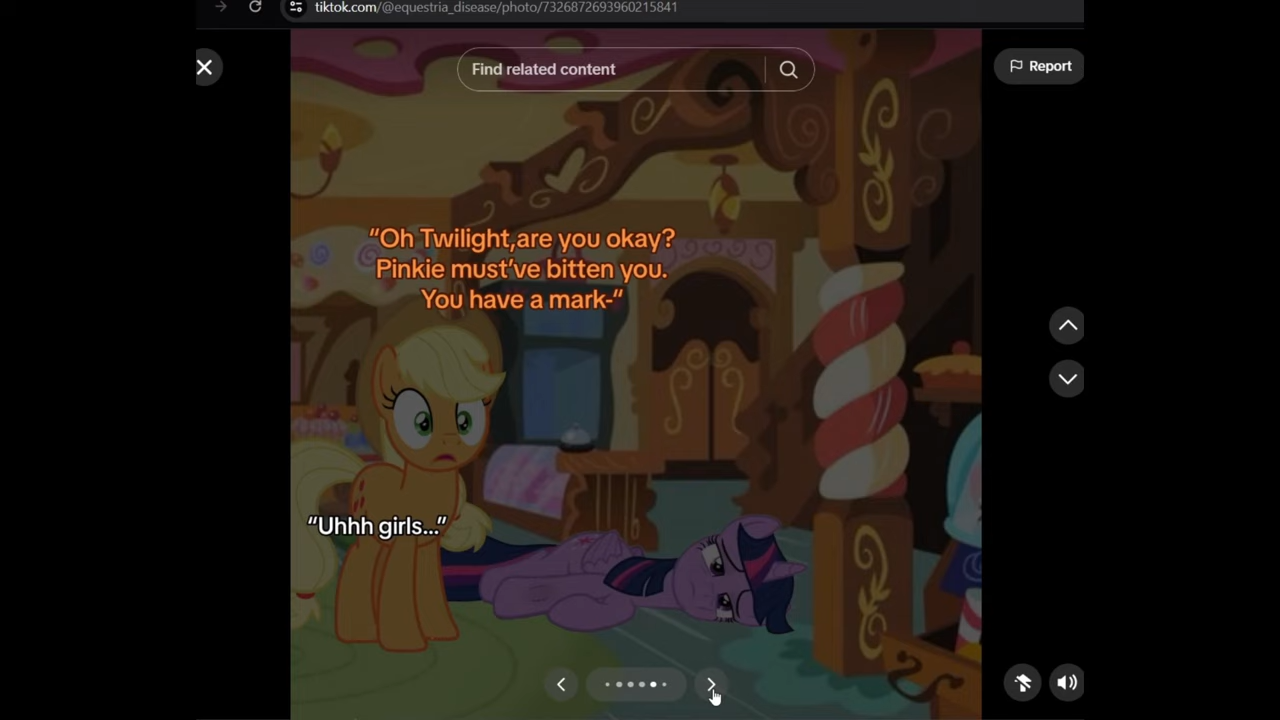 tiktok.com/@equestria_disease/photo/7326872693960215841
Find related content
Report
“Oh Twilight,are you okay?
Pinkie must’ve bitten you.
You have a mark-“
“Uhhh girls...”